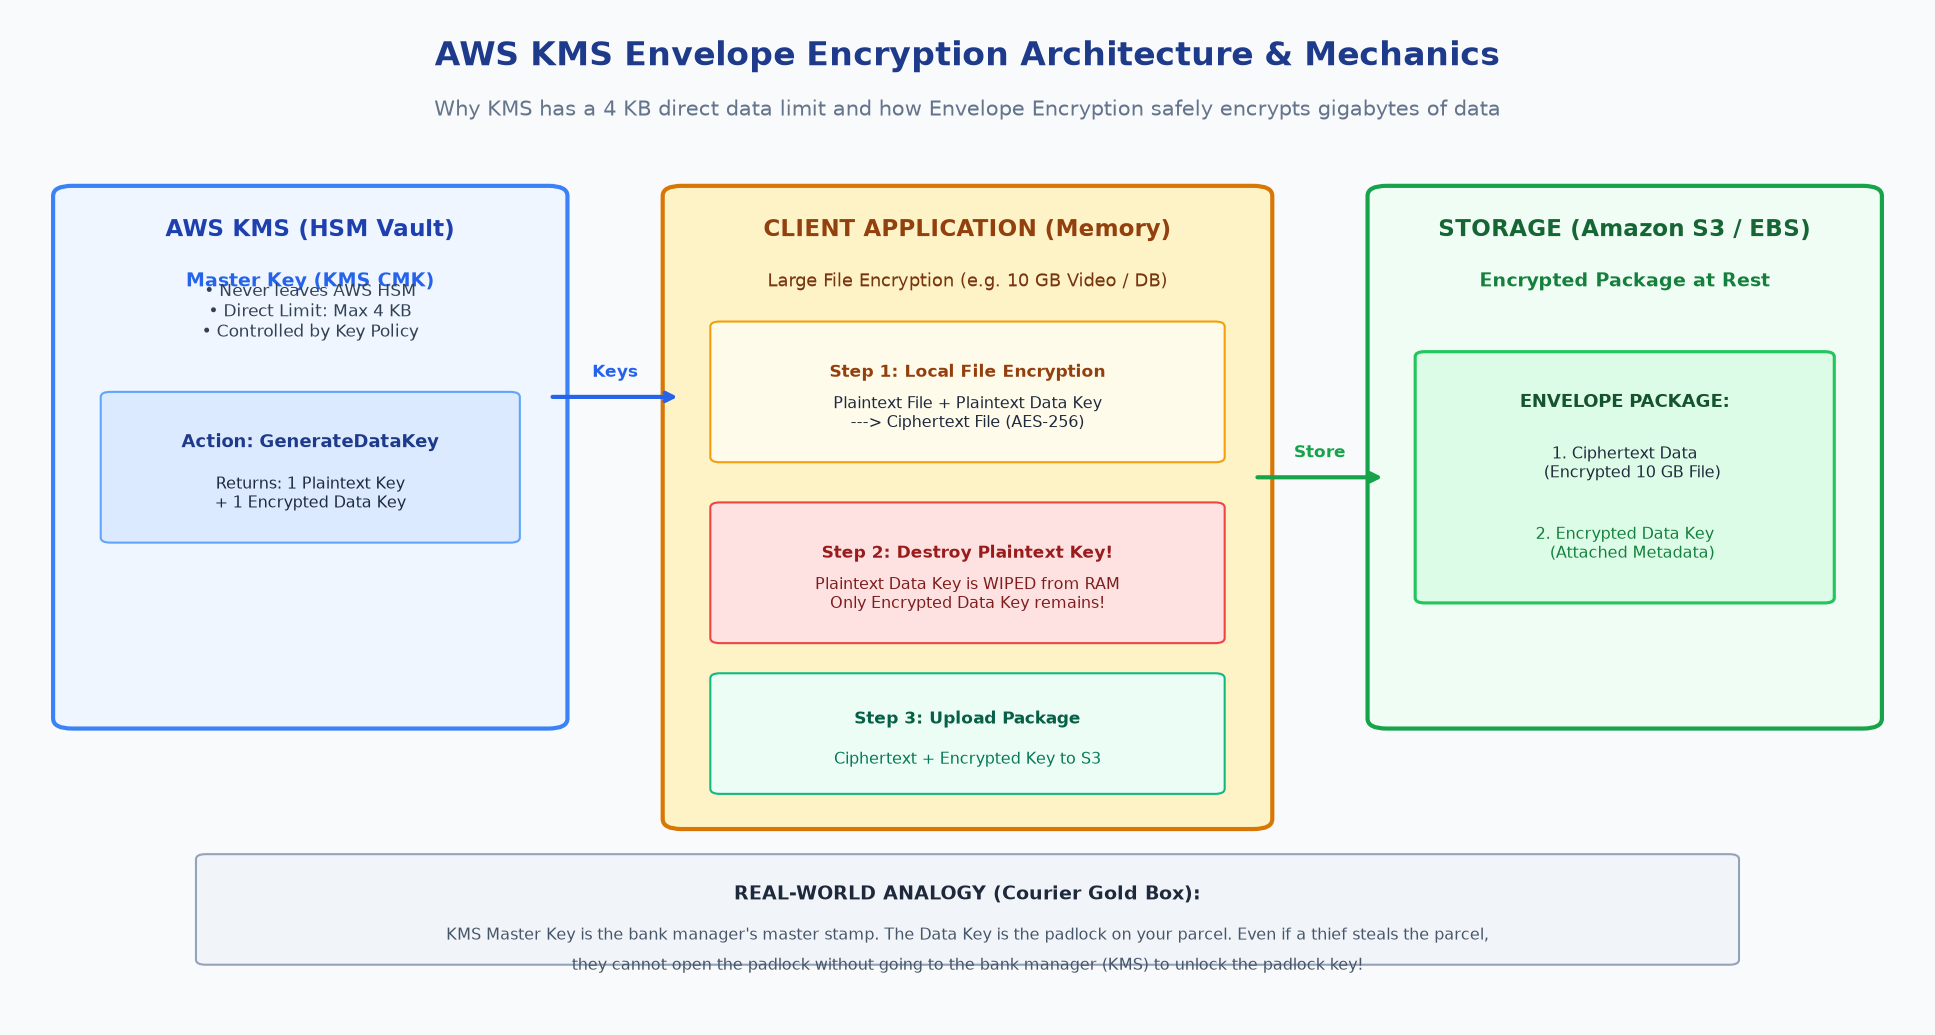 AWS KMS Envelope Encryption Architecture & Mechanics
Why KMS has a 4 KB direct data limit and how Envelope Encryption safely encrypts gigabytes of data
AWS KMS (HSM Vault)
Master Key (KMS CMK)
• Never leaves AWS HSM
• Direct Limit: Max 4 KB
• Controlled by Key Policy
Action: GenerateDataKey
Returns: 1 Plaintext Key
+ 1 Encrypted Data Key
Keys
CLIENT APPLICATION (Memory)
Large File Encryption (e.g. 10 GB Video / DB)
Step 1: Local File Encryption
Plaintext File + Plaintext Data Key
---> Ciphertext File (AES-256)
Step 2: Destroy Plaintext Key!
Plaintext Data Key is WIPED from RAM
Only Encrypted Data Key remains!
Step 3: Upload Package
Ciphertext + Encrypted Key to S3
Store
STORAGE (Amazon S3 / EBS)
Encrypted Package at Rest
ENVELOPE PACKAGE:
1. Ciphertext Data
(Encrypted 10 GB File)
2. Encrypted Data Key
(Attached Metadata)
REAL-WORLD ANALOGY (Courier Gold Box):
KMS Master Key is the bank manager's master stamp. The Data Key is the padlock on your parcel. Even if a thief steals the parcel,
they cannot open the padlock without going to the bank manager (KMS) to unlock the padlock key!